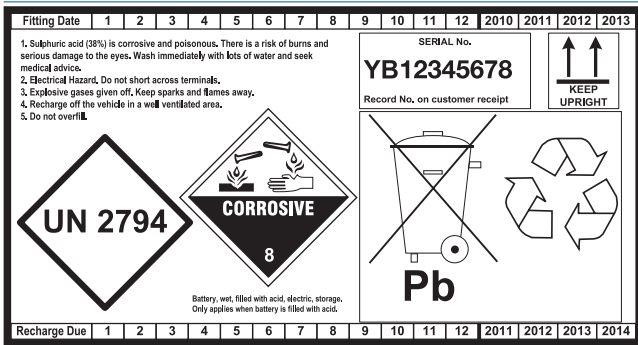 Fitting Date 1 2 3 4 5 6 7 8 9 10 11 12 2010 2011 2012 2013
1. Sulphuric acid (38%) is corrosive and poisonous. There is a risk of burns and
serious damage to the eyes. Wash immediately with lots of water and seek
medical advice.
2. Electrical Hazard. Do not short across terminals.
3. Explosive gases given off. Keep sparks and flames away.
4. Recharge off the vehicle in a well ventilated area.
5. Do not overfill.
SERIAL No.
YB12345678
Record No. on customer receipt
KEEP
UPRIGHT
UN 2794
CORROSIVE
8
Battery, wet, filled with acid, electric, storage.
Only applies when battery is filled with acid.
Pb
Recharge Due 1 2 3 4 5 6 7 8 9 10 11 12 2011 2012 2013 2014